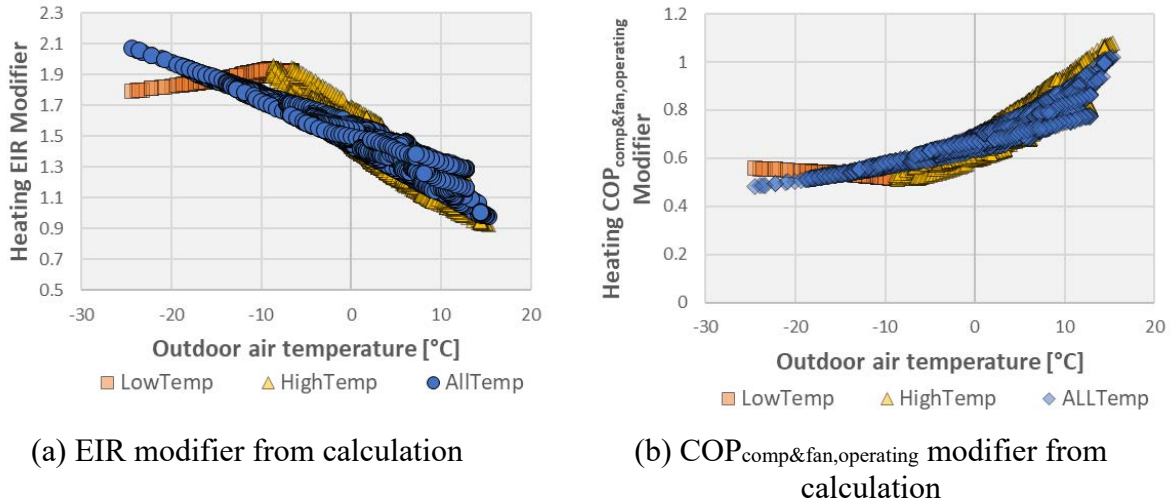 2.3
2.1
1.9
1.7
1.5
1.3
1.1
0.9
0.7
0.5
Heating EIR Modifier
-30 -20 -10 0 10 20
Outdoor air temperature [°C]
LowTemp HighTemp AllTemp
(a) EIR modifier from calculation
1.2
1
0.8
0.6
0.4
0.2
0
Heating COPcomp&fan,operating
Modifier
-30 -20 -10 0 10 20
Outdoor air temperature [°C]
LowTemp HighTemp ALLTemp
(b) COPcomp&fan,operating modifier from
calculation